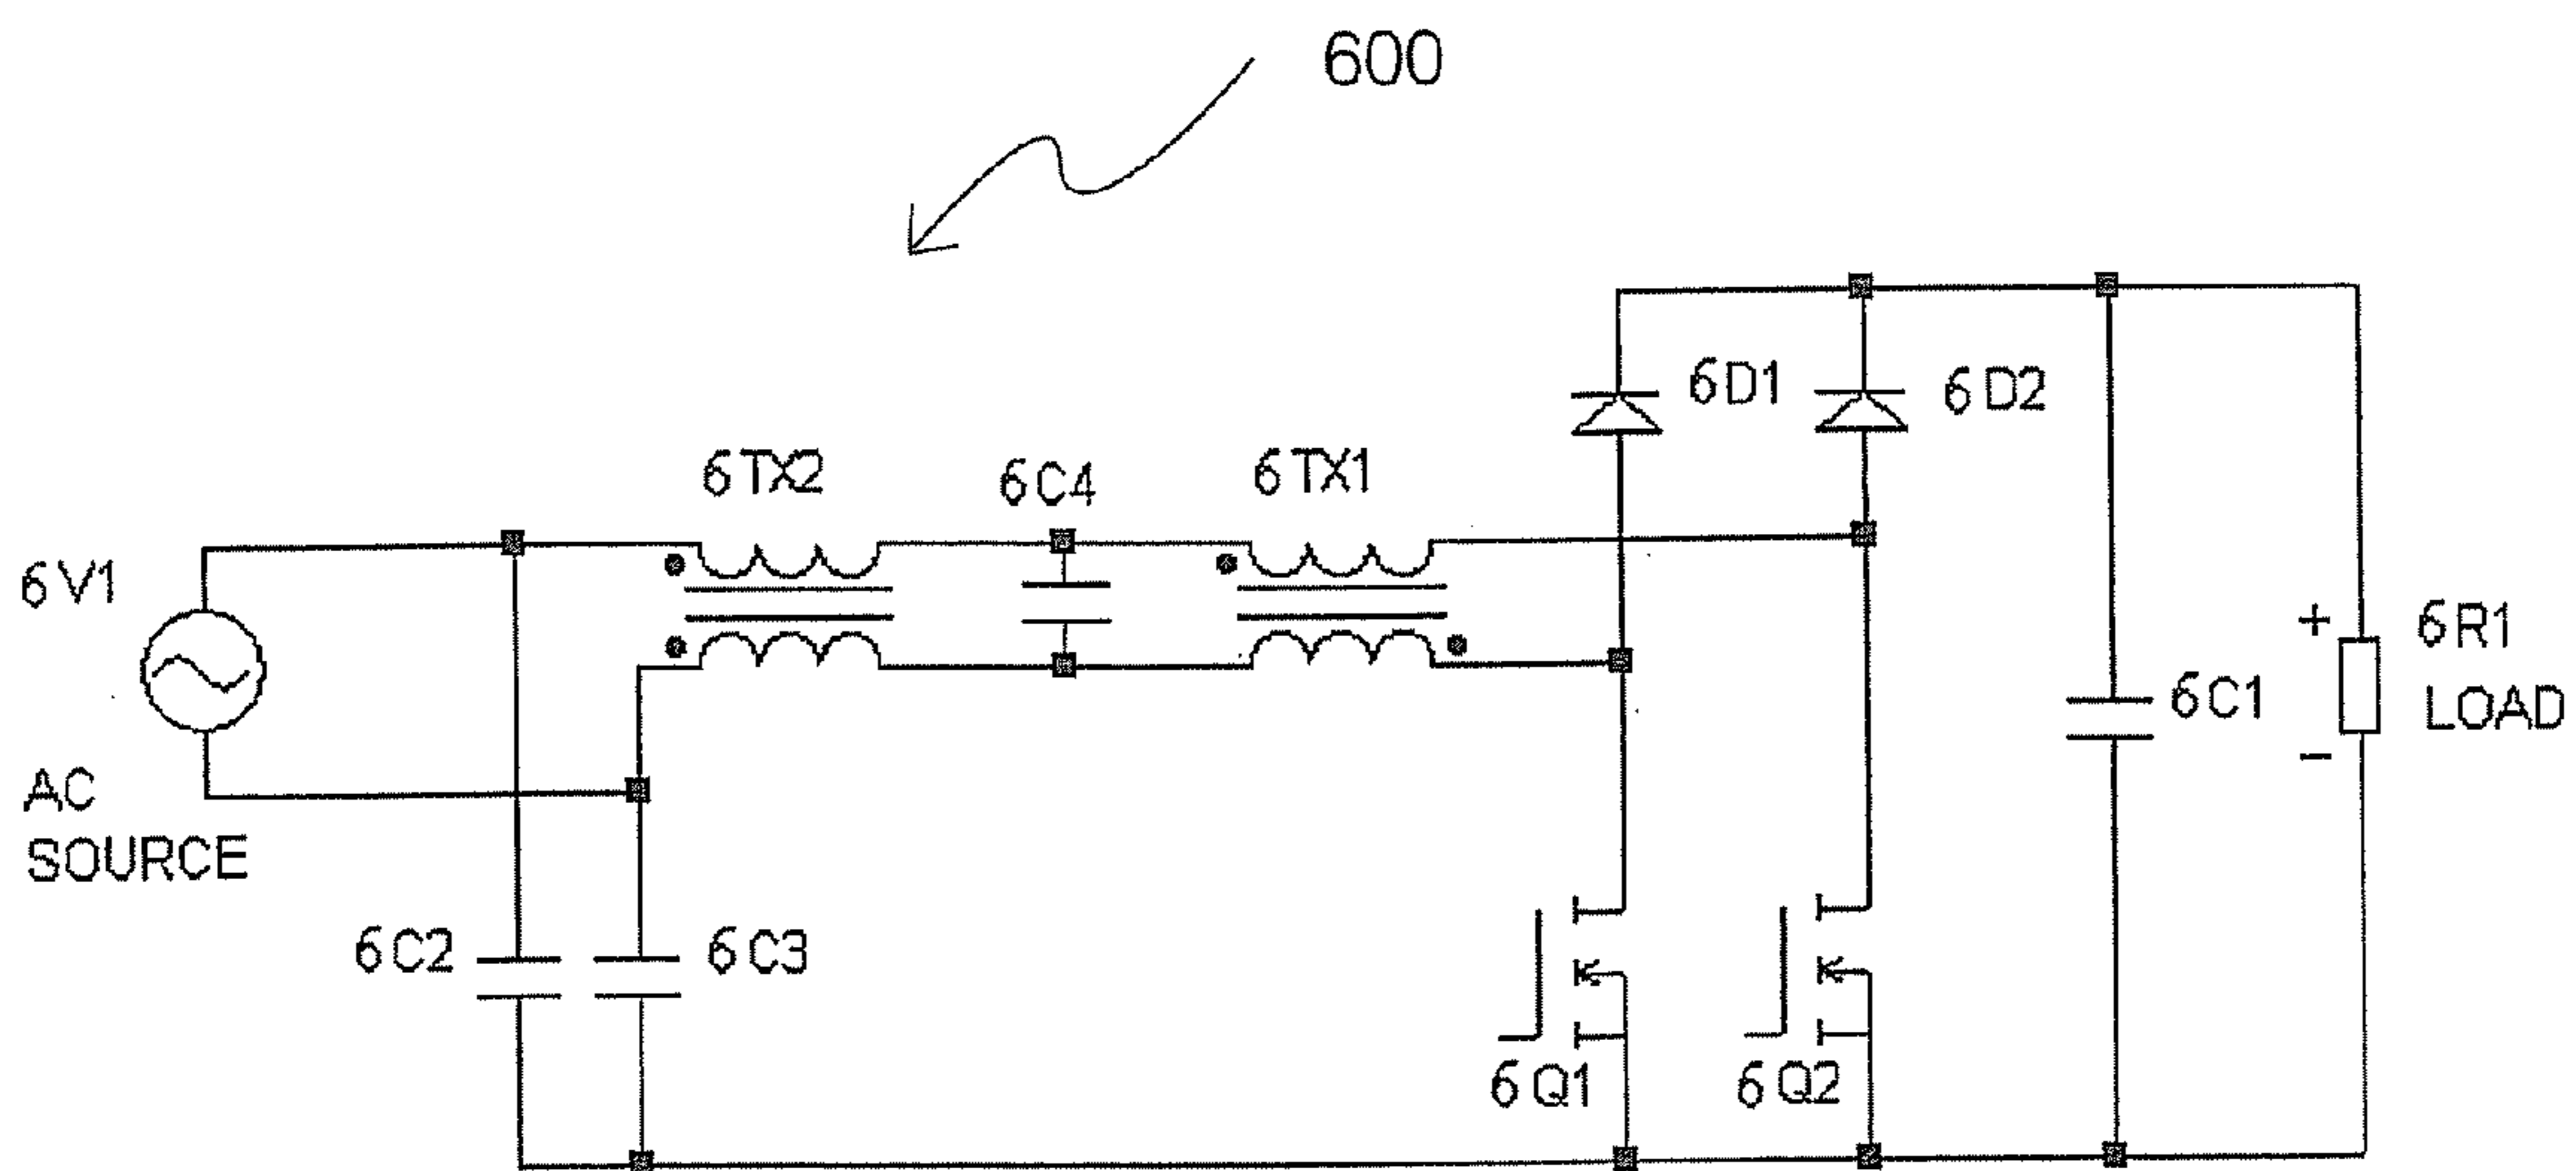 600
6D1
6D2
6TX2
6C4
6TX1
6V1
+
6R1
LOAD
6C1
-
AC
SOURCE
6C2
6C3
6Q1
6Q2